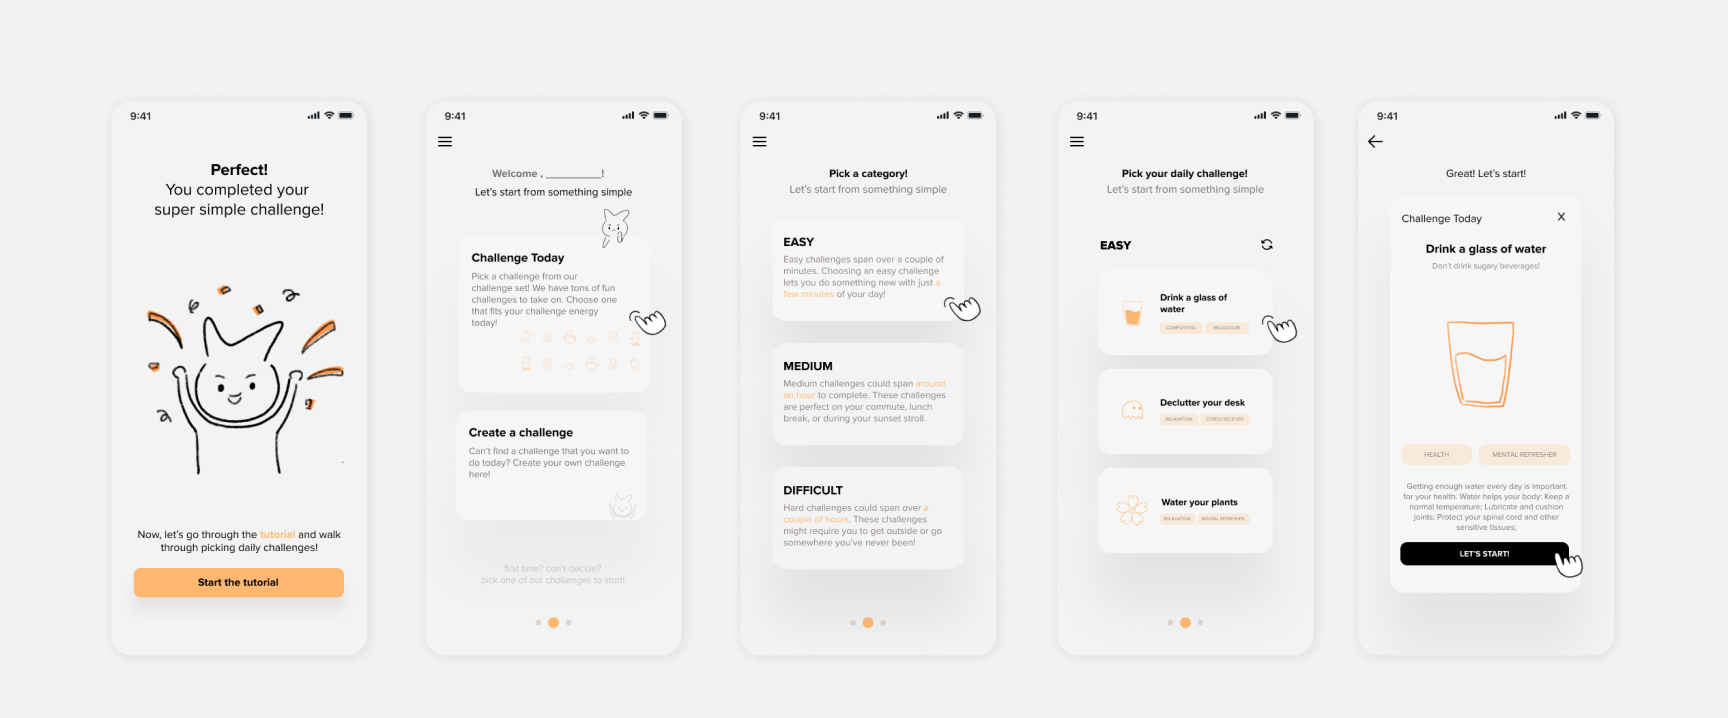 9:41
Perfect!
You completed your
super simple challenge!
Now, let's go through the tutorial and walk
through picking daily challenges!
Start the tutorial
9:41
Welcome , ________!
Let's start from something simple
Challenge Today
Pick a challenge from our
challenge set! We have tons of fun
challenges to take on. Choose one
that fits your challenge energy
today!
Create a challenge
Can't find a challenge that you want to
do today? Create your own challenge
here!
first time? can't decide?
pick one of our challenges to start!
9:41
Pick a category!
Let's start from something simple
EASY
Easy challenges span over a couple of
minutes. Choosing an easy challenge
lets you do something new with just a
few minutes of your day!
MEDIUM
Medium challenges could span around
an hour to complete. These challenges
are perfect on your commute, lunch
break, or during your sunset stroll.
DIFFICULT
Hard challenges could span over a
couple of hours. These challenges
might require you to get outside or go
somewhere you've never been!
9:41
Pick your daily challenge!
Let's start from something simple
EASY
Drink a glass of
water
COMFORTING RELAXATION
Declutter your desk
RELAXATION STRESS RELIEVER
Water your plants
RELAXATION MENTAL REFRESHER
9:41
Great! Let's start!
Challenge Today X
Drink a glass of water
Don't drink sugary beverages!
HEALTH MENTAL REFRESHER
Getting enough water every day is important
for your health. Water helps your body: Keep a
normal temperature; Lubricate and cushion
joints; Protect your spinal cord and other
sensitive tissues;
LET'S START!